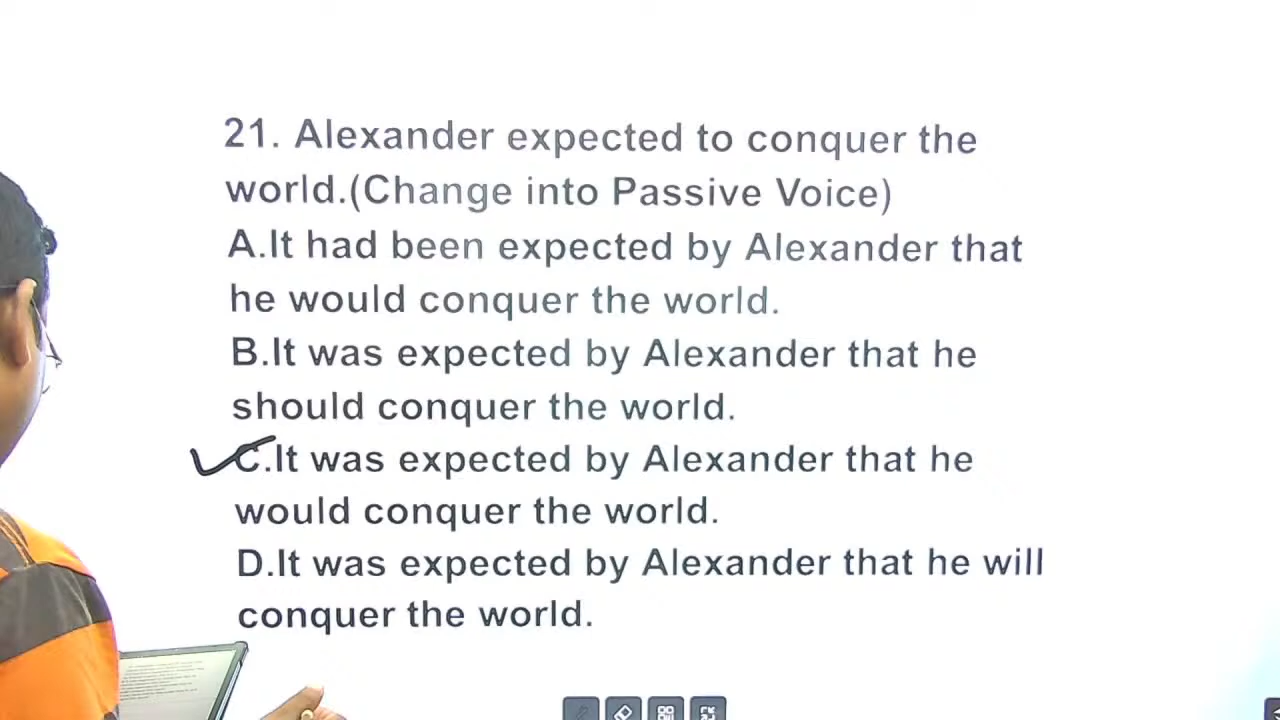 21. Alexander expected to conquer the
world.(Change into Passive Voice)
A.It had been expected by Alexander that
he would conquer the world.
B.It was expected by Alexander that he
should conquer the world.
C.It was expected by Alexander that he
would conquer the world.
D.It was expected by Alexander that he will
conquer the world.